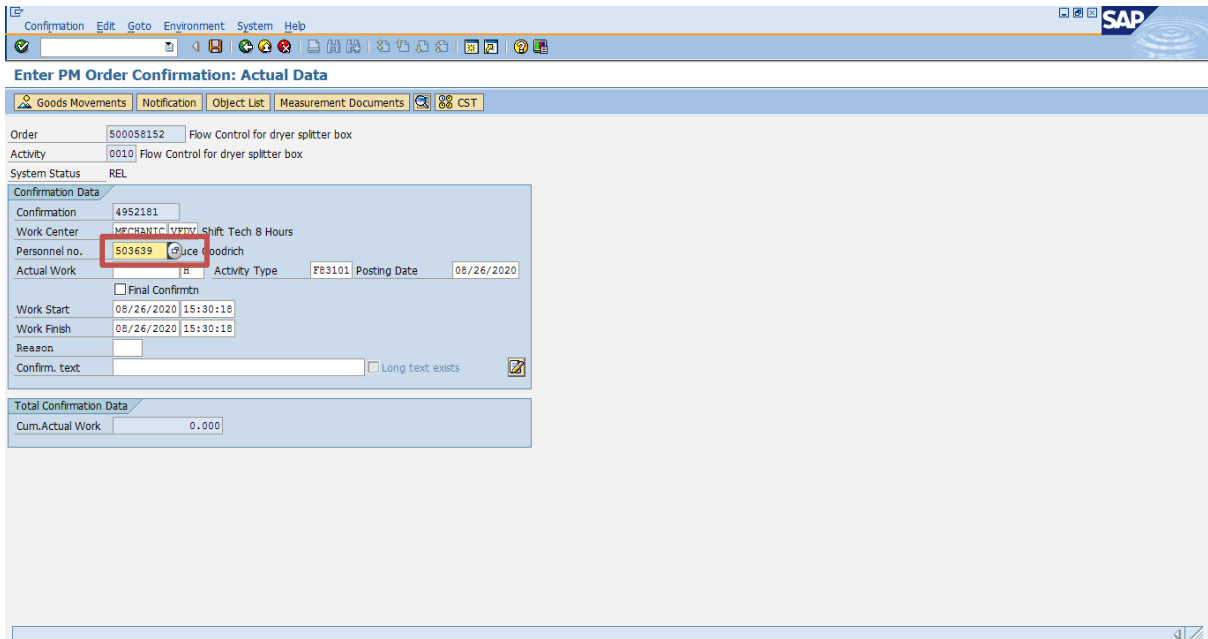 Confirmation Edit Goto Environment System Help
SAP
Enter PM Order Confirmation: Actual Data
Goods Movements Notification Object List Measurement Documents CST
Order 500058152 Flow Control for dryer splitter box
Activity 0010 Flow Control for dryer splitter box
System Status REL
Confirmation Data
Confirmation 4952181
Work Center MECHANIC VEDV Shift Tech 8 Hours
Personnel no. 503639 uce Goodrich
Actual Work H Activity Type F83101 Posting Date 08/26/2020
Final Confirmtn
Work Start 08/26/2020 15:30:18
Work Finish 08/26/2020 15:30:18
Reason
Confirm. text Long text exists
Total Confirmation Data
Cum.Actual Work 0.000